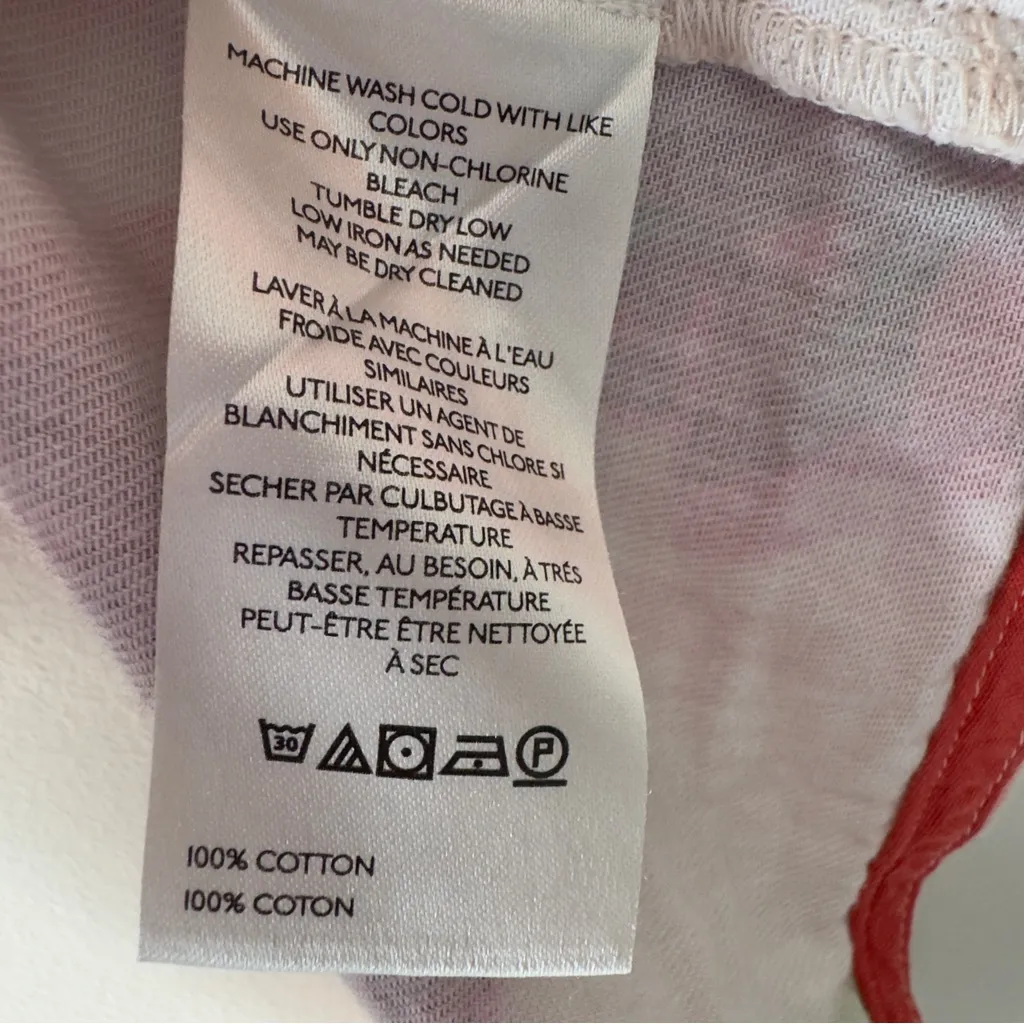 MACHINE WASH COLD WITH LIKE
COLORS
USE ONLY NON-CHLORINE
BLEACH
TUMBLE DRY LOW
LOW IRON AS NEEDED
MAY BE DRY CLEANED
LAVER À LA MACHINE À L'EAU
FROIDE AVEC COULEURS
SIMILAIRES
UTILISER UN AGENT DE
BLANCHIMENT SANS CHLORE SI
NÉCESSAIRE
SECHER PAR CULBUTAGE À BASSE
TEMPERATURE
REPASSER, AU BESOIN, À TRÉS
BASSE TEMPÉRATURE
PEUT-ÊTRE ÊTRE NETTOYÉE
À SEC
30 P
100% COTTON
100% COTON